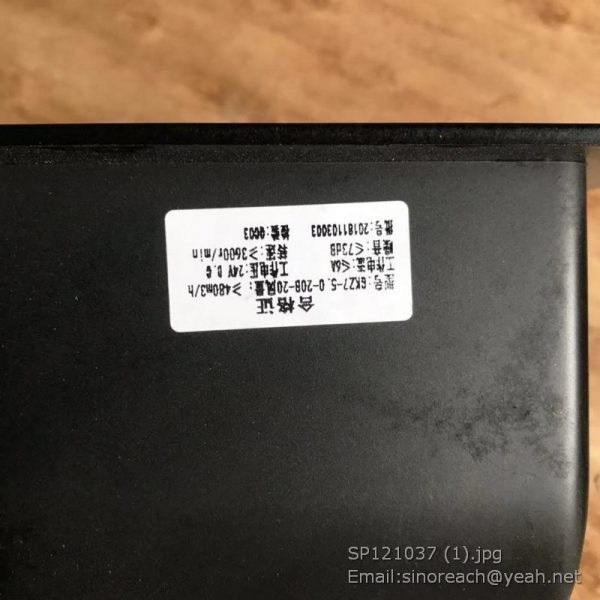 合格证
型号:GKZ7-5.0-20B-20风量:≥480m3/h
工作电流:≤6A 工作电压:24V D.C
噪音:≤73dB 转速:≥3600r/min
批号:20181103003 检验:QC03
SP121037 (1).jpg
Email:sinoreach@yeah.net